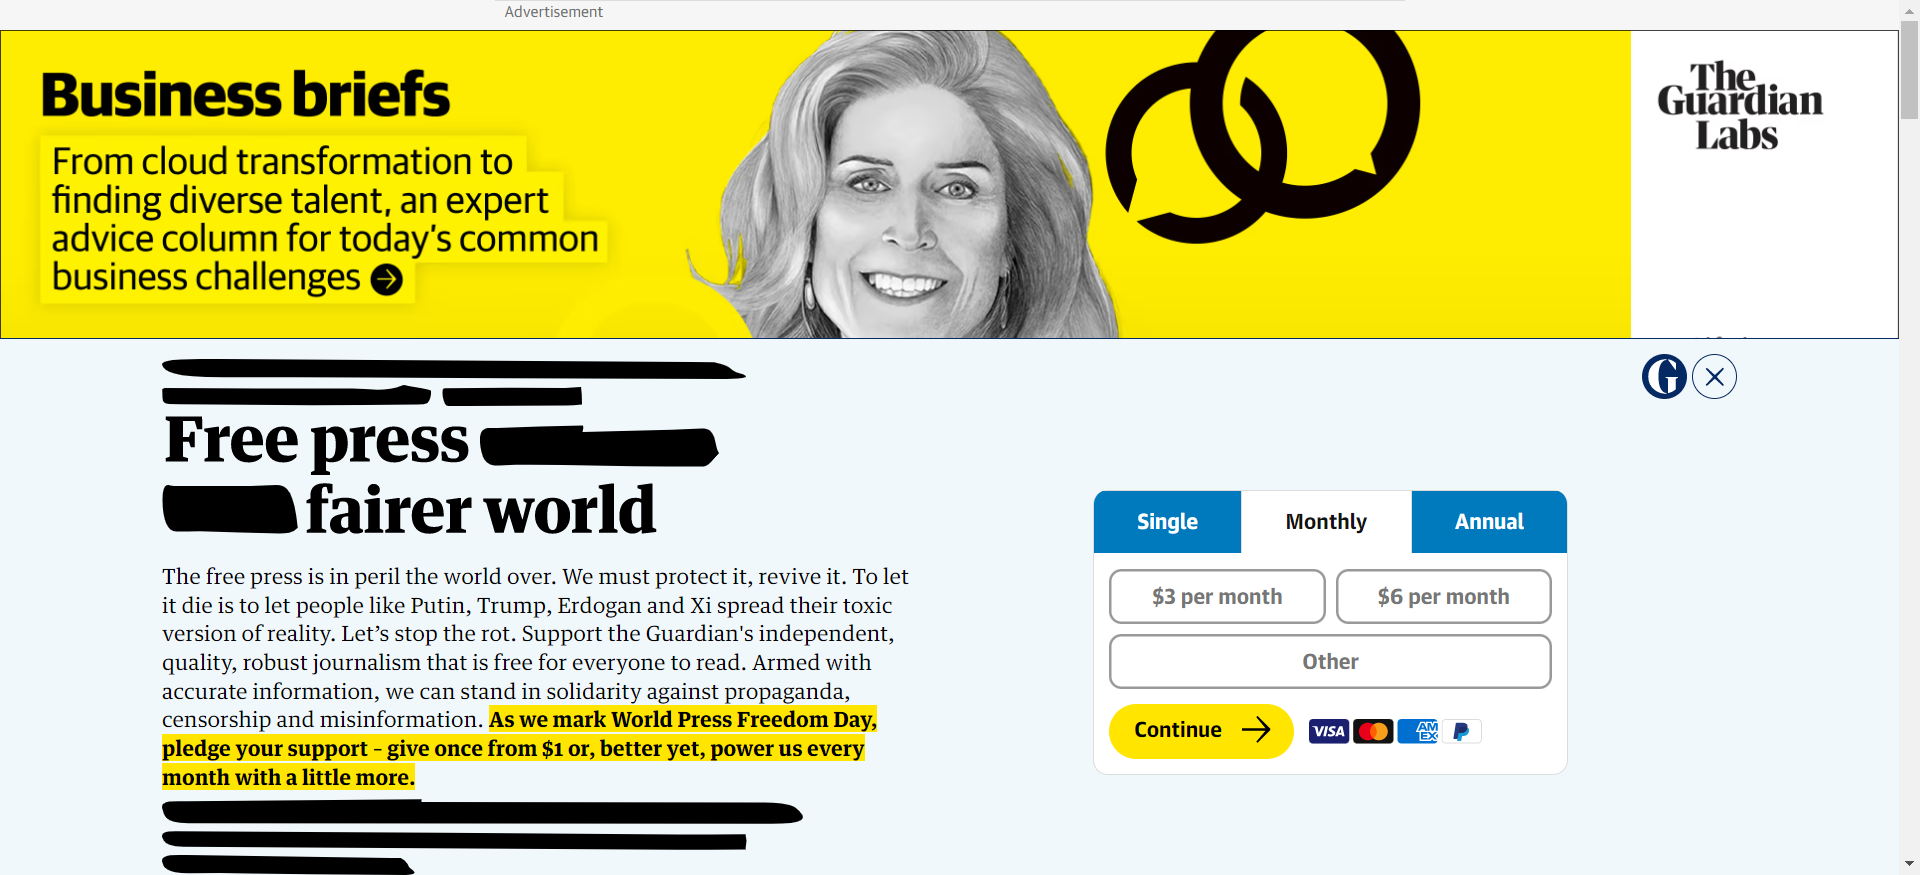 Advertisement
Business briefs
From cloud transformation to
finding diverse talent, an expert
advice column for today's common
business challenges
The
Guardian
Labs
Free press
fairer world
The free press is in peril the world over. We must protect it, revive it. To let
it die is to let people like Putin, Trump, Erdogan and Xi spread their toxic
version of reality. Let’s stop the rot. Support the Guardian's independent,
quality, robust journalism that is free for everyone to read. Armed with
accurate information, we can stand in solidarity against propaganda,
censorship and misinformation. As we mark World Press Freedom Day,
pledge your support – give once from $1 or, better yet, power us every
month with a little more.
G
Single Monthly Annual
$3 per month $6 per month
Other
Continue VISA AM EX